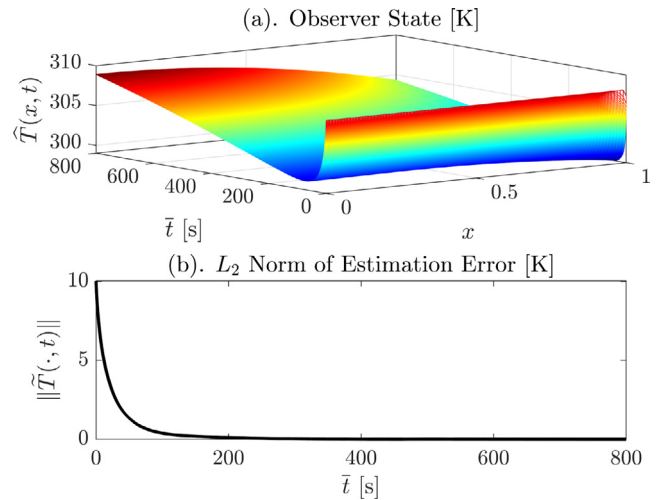 (a). Observer State [K]
T̂(x, t)
310
305
300
800
600
400
200
0
t̄ [s]
0
0.5
1
x
(b). L₂ Norm of Estimation Error [K]
‖T̃(·, t)‖
10
5
0
0
200
400
600
800
t̄ [s]